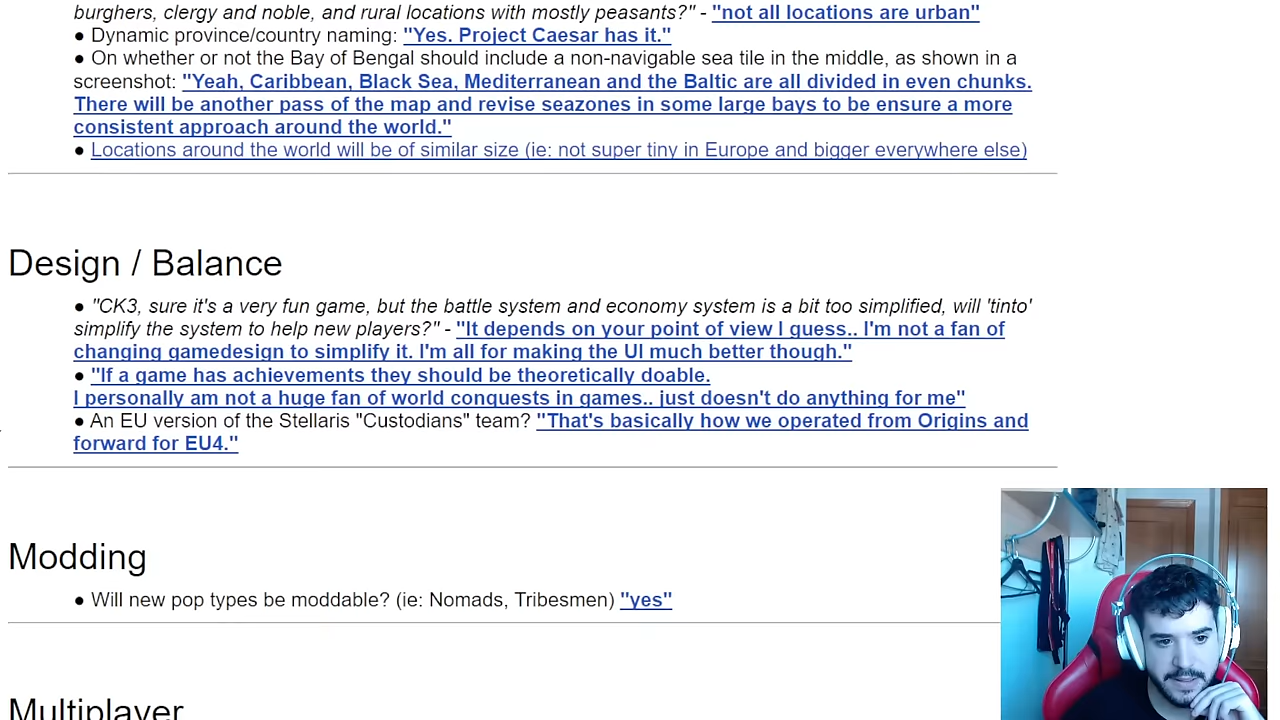 burghers, clergy and noble, and rural locations with mostly peasants?" - "not all locations are urban"
● Dynamic province/country naming: "Yes. Project Caesar has it."
● On whether or not the Bay of Bengal should include a non-navigable sea tile in the middle, as shown in a
screenshot: "Yeah, Caribbean, Black Sea, Mediterranean and the Baltic are all divided in even chunks.
There will be another pass of the map and revise seazones in some large bays to be ensure a more
consistent approach around the world."
● Locations around the world will be of similar size (ie: not super tiny in Europe and bigger everywhere else)
Design / Balance
● "CK3, sure it's a very fun game, but the battle system and economy system is a bit too simplified, will 'tinto'
simplify the system to help new players?" - "It depends on your point of view I guess.. I'm not a fan of
changing gamedesign to simplify it. I'm all for making the UI much better though."
● "If a game has achievements they should be theoretically doable.
I personally am not a huge fan of world conquests in games.. just doesn't do anything for me"
● An EU version of the Stellaris "Custodians" team? "That's basically how we operated from Origins and
forward for EU4."
Modding
● Will new pop types be moddable? (ie: Nomads, Tribesmen) "yes"
Multiplayer